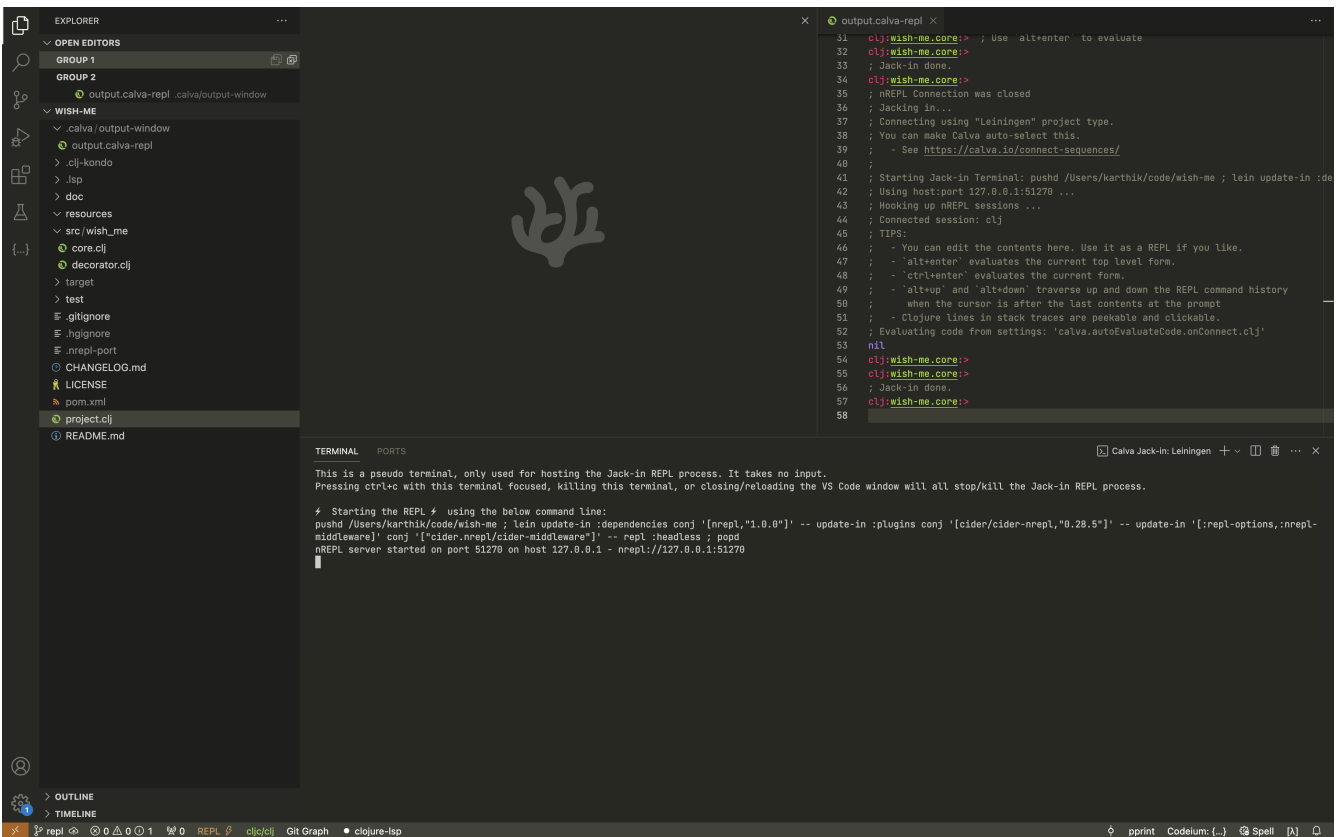 EXPLORER
OPEN EDITORS
GROUP 1
GROUP 2
output.calva-repl .calva/output-window
WISH-ME
.calva/output-window
output.calva-repl
.clj-kondo
.lsp
doc
resources
src/wish_me
core.clj
decorator.clj
target
test
.gitignore
.hgignore
.nrepl-port
CHANGELOG.md
LICENSE
pom.xml
project.clj
README.md
OUTLINE
TIMELINE
output.calva-repl
31 clj:wish-me.core:> ; Use `alt+enter` to evaluate
32 clj:wish-me.core:>
33 ; Jack-in done.
34 clj:wish-me.core:>
35 ; nREPL Connection was closed
36 ; Jacking in...
37 ; Connecting using "Leiningen" project type.
38 ; You can make Calva auto-select this.
39 ;   - See https://calva.io/connect-sequences/
40 ;
41 ; Starting Jack-in Terminal: pushd /Users/karthik/code/wish-me ; lein update-in :de
42 ; Using host:port 127.0.0.1:51270 ...
43 ; Hooking up nREPL sessions ...
44 ; Connected session: clj
45 ; TIPS:
46 ;   - You can edit the contents here. Use it as a REPL if you like.
47 ;   - `alt+enter` evaluates the current top level form.
48 ;   - `ctrl+enter` evaluates the current form.
49 ;   - `alt+up` and `alt+down` traverse up and down the REPL command history
50 ;      when the cursor is after the last contents at the prompt
51 ;   - Clojure lines in stack traces are peekable and clickable.
52 ; Evaluating code from settings: 'calva.autoEvaluateCode.onConnect.clj'
53 nil
54 clj:wish-me.core:>
55 clj:wish-me.core:>
56 ; Jack-in done.
57 clj:wish-me.core:>
58
TERMINAL PORTS
Calva Jack-in: Leiningen
This is a pseudo terminal, only used for hosting the Jack-in REPL process. It takes no input.
Pressing ctrl+c with this terminal focused, killing this terminal, or closing/reloading the VS Code window will all stop/kill the Jack-in REPL process.
⚡ Starting the REPL ⚡ using the below command line:
pushd /Users/karthik/code/wish-me ; lein update-in :dependencies conj '[nrepl,"1.0.0"]' -- update-in :plugins conj '[cider/cider-nrepl,"0.28.5"]' -- update-in '[:repl-options,:nrepl-
middleware]' conj '["cider.nrepl/cider-middleware"]' -- repl :headless ; popd
nREPL server started on port 51270 on host 127.0.0.1 - nrepl://127.0.0.1:51270
1
repl 0 0 1 0 REPL cljc/clj Git Graph clojure-lsp pprint Codeium: {...} Spell [λ]